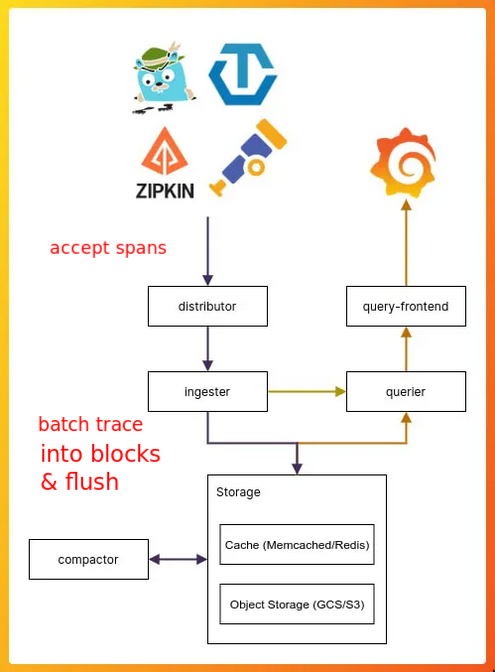 ZIPKIN
accept spans
distributor
query-frontend
ingester
querier
batch trace
into blocks
& flush
Storage
Cache (Memcached/Redis)
compactor
Object Storage (GCS/S3)